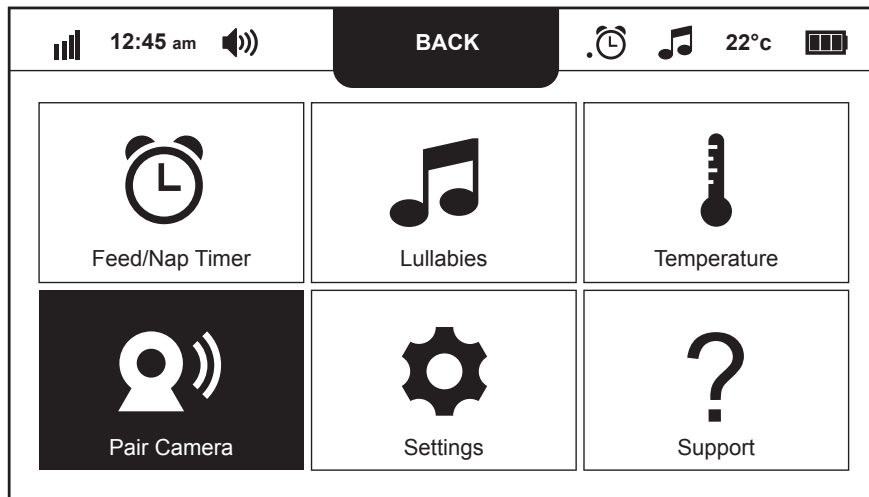 12:45 am BACK 22°c
Feed/Nap Timer Lullabies Temperature
Pair Camera Settings Support